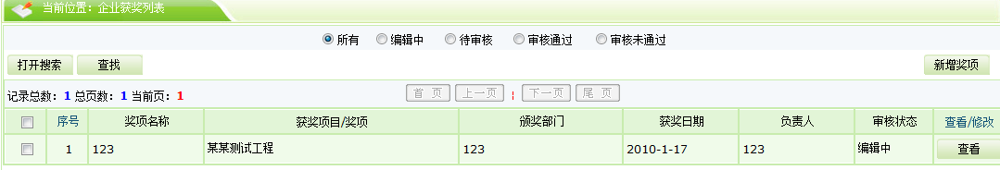 当前位置：企业获奖列表
所有 编辑中 待审核 审核通过 审核未通过
打开搜索 查找 新增奖项
记录总数：1 总页数：1 当前页：1 首 页 上一页 ¦ 下一页 尾 页
序号 奖项名称 获奖项目/奖项 颁奖部门 获奖日期 负责人 审核状态 查看/修改
1 123 某某测试工程 123 2010-1-17 123 编辑中 查看